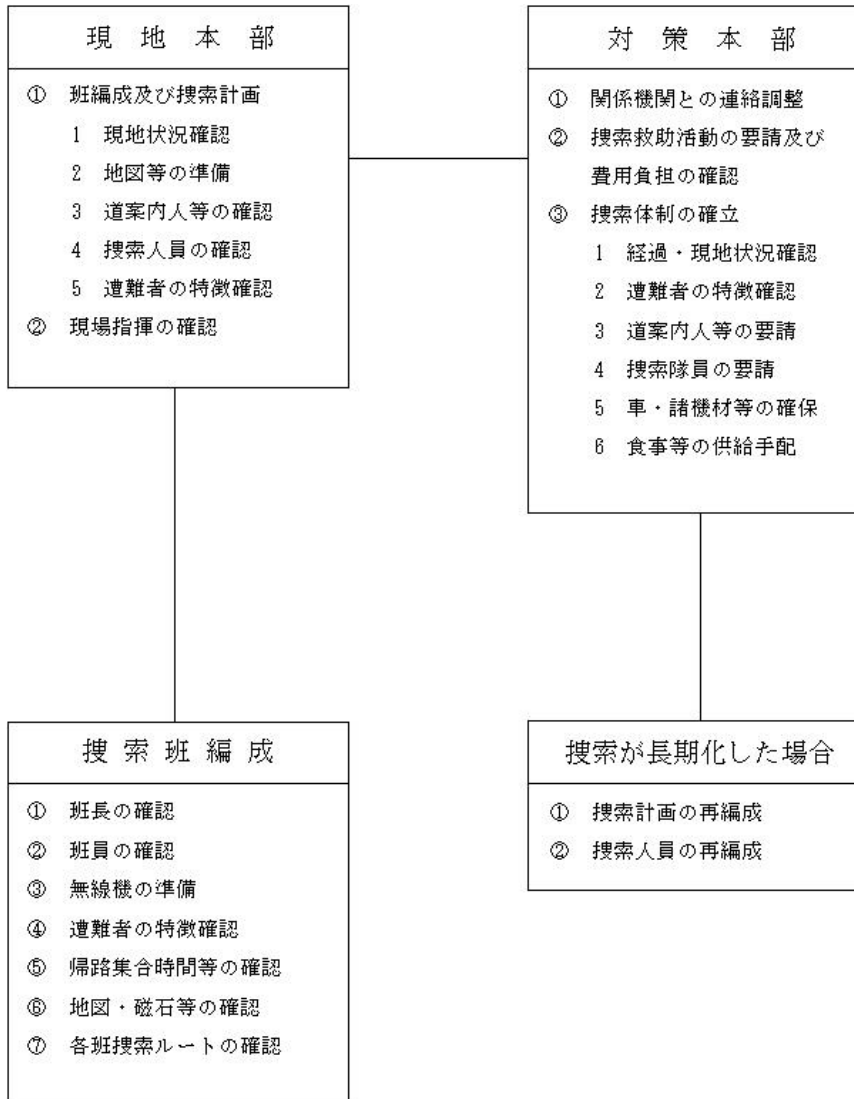 現地本部
① 班編成及び捜索計画
1 現地状況確認
2 地図等の準備
3 道案内人等の確認
4 捜索人員の確認
5 遭難者の特徴確認
② 現場指揮の確認
対策本部
① 関係機関との連絡調整
② 捜索救助活動の要請及び
費用負担の確認
③ 捜索体制の確立
1 経過・現地状況確認
2 遭難者の特徴確認
3 道案内人等の要請
4 捜索隊員の要請
5 車・諸機材等の確保
6 食事等の供給手配
捜索班編成
① 班長の確認
② 班員の確認
③ 無線機の準備
④ 遭難者の特徴確認
⑤ 帰路集合時間等の確認
⑥ 地図・磁石等の確認
⑦ 各班捜索ルートの確認
捜索が長期化した場合
① 捜索計画の再編成
② 捜索人員の再編成